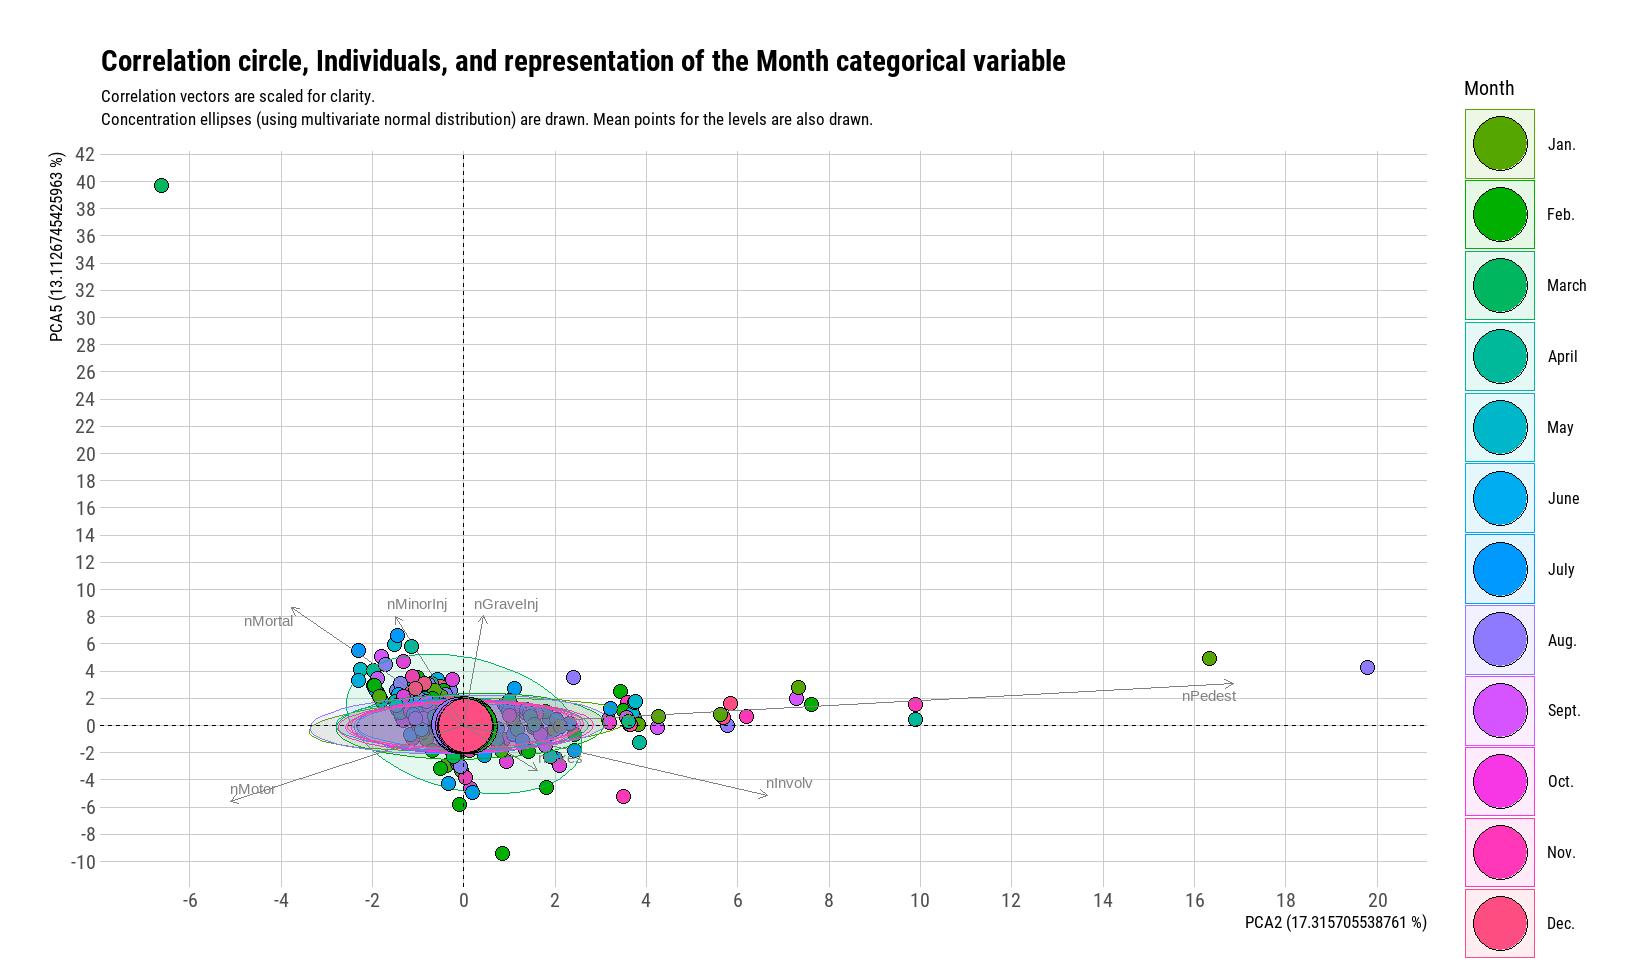 Correlation circle, Individuals, and representation of the Month categorical variable
Correlation vectors are scaled for clarity.
Concentration ellipses (using multivariate normal distribution) are drawn. Mean points for the levels are also drawn.
PCA5 (13.1126745425963 %)
42
40
38
36
34
32
30
28
26
24
22
20
18
16
14
12
10
8
6
4
2
0
-2
-4
-6
-8
-10
nMinorInj
nGraveInj
nMortal
nPedest
nInvolv
nMotor
-6
-4
-2
0
2
4
6
8
10
12
14
16
18
20
PCA2 (17.315705538761 %)
Month
Jan.
Feb.
March
April
May
June
July
Aug.
Sept.
Oct.
Nov.
Dec.